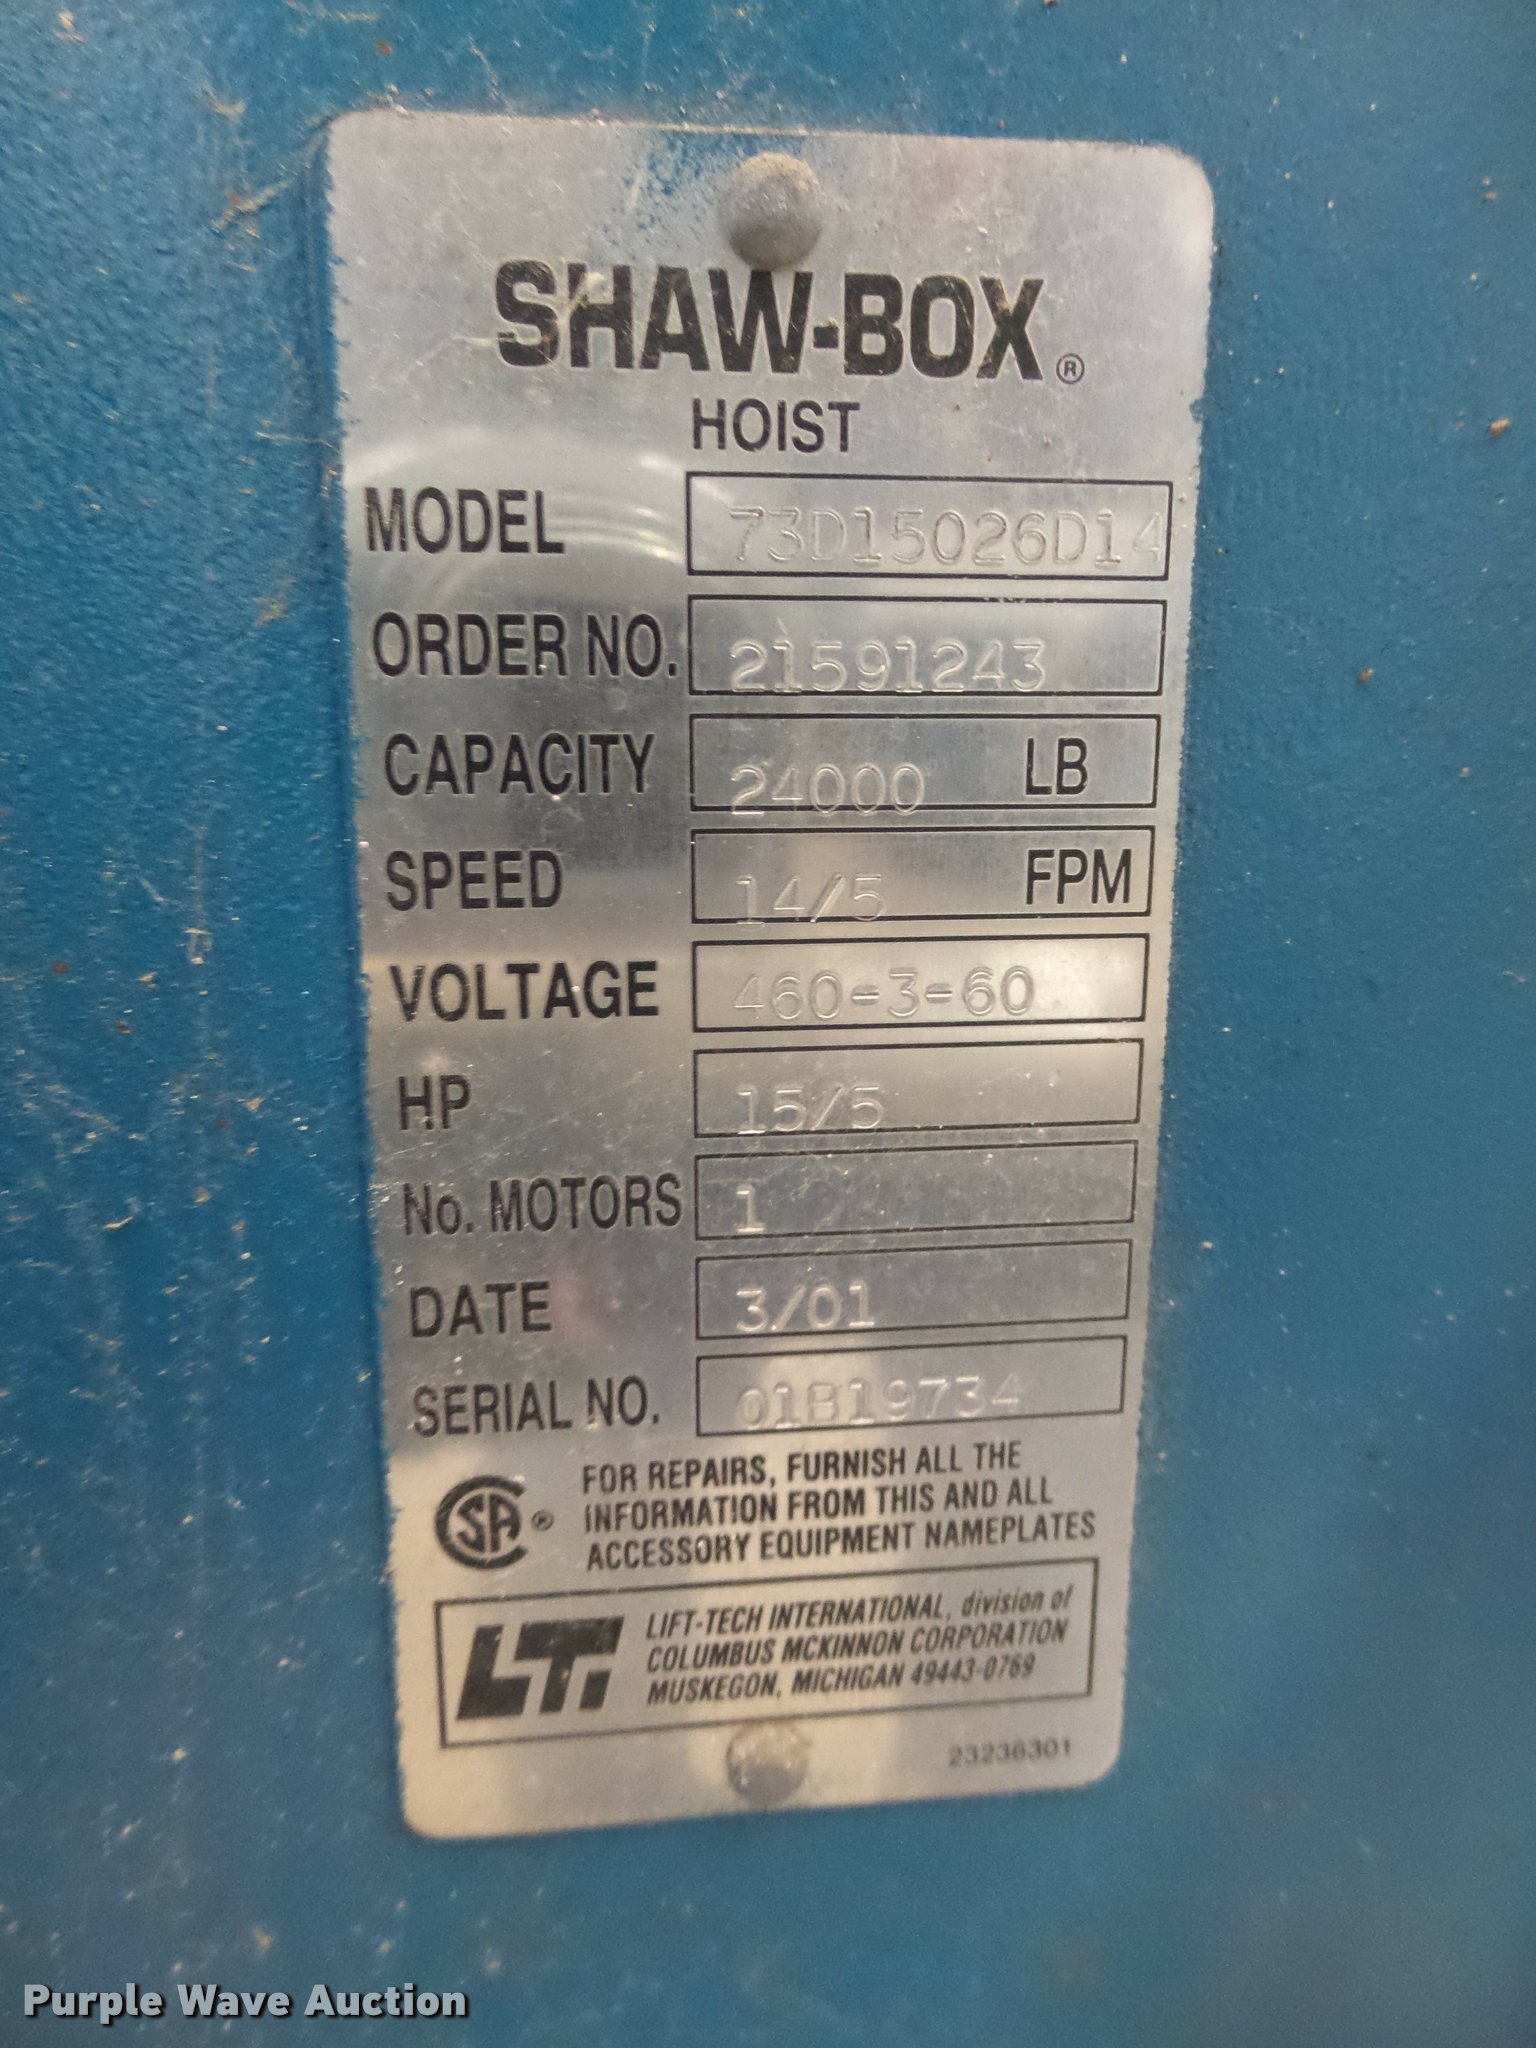 SHAW-BOX®
HOIST
MODEL 73D15026D14
ORDER NO. 21591243
CAPACITY 24000 LB
SPEED 14/5 FPM
VOLTAGE 460-3-60
HP 15/5
No. MOTORS 1
DATE 3/01
SERIAL NO. 01B19734
CSA® FOR REPAIRS, FURNISH ALL THE
INFORMATION FROM THIS AND ALL
ACCESSORY EQUIPMENT NAMEPLATES
LTI LIFT-TECH INTERNATIONAL, division of
COLUMBUS MCKINNON CORPORATION
MUSKEGON, MICHIGAN 49443-0769
23236301
Purple Wave Auction